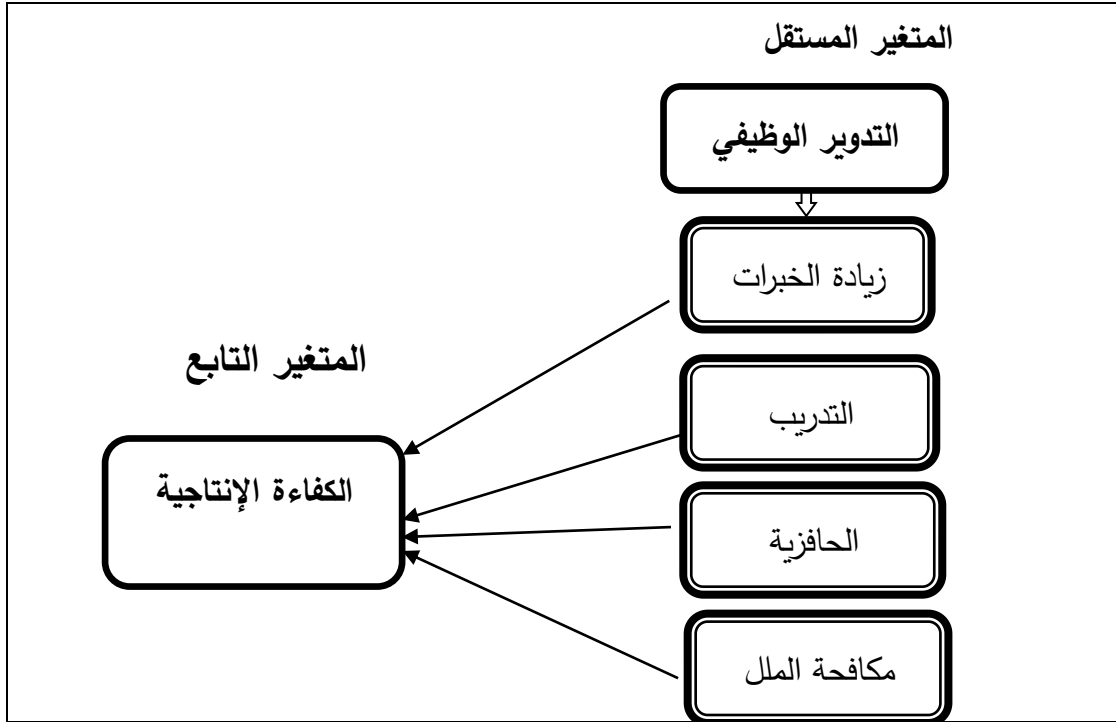 المتغير المستقل
التدوير الوظيفي
زيادة الخبرات
التدريب
الحافزية
مكافحة الملل
المتغير التابع
الكفاءة الإنتاجية